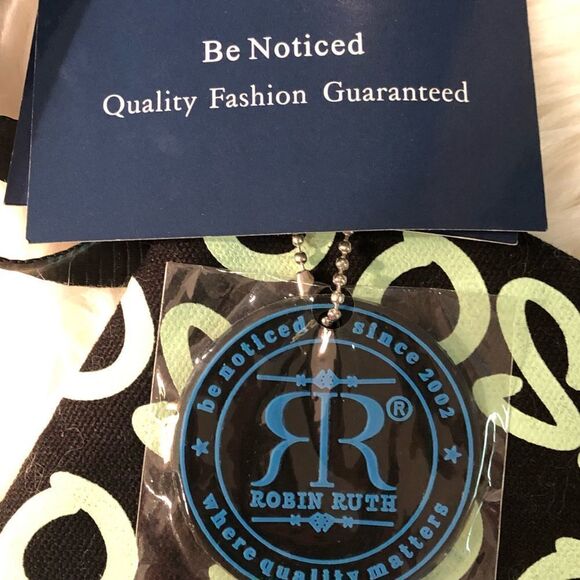 Be Noticed
Quality Fashion Guaranteed
be noticed since 2002
RR®
ROBIN RUTH
where quality matters